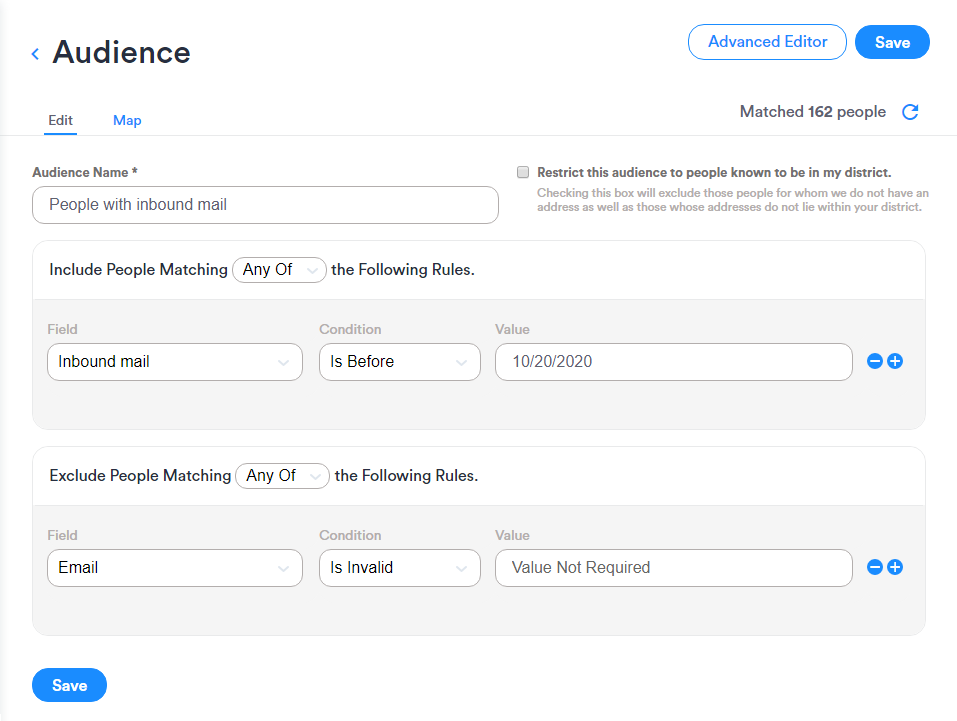 Audience
Advanced Editor
Save
Edit
Map
Matched 162 people
Audience Name *
People with inbound mail
Restrict this audience to people known to be in my district.
Checking this box will exclude those people for whom we do not have an
address as well as those whose addresses do not lie within your district.
Include People Matching Any Of the Following Rules.
Field Condition Value
Inbound mail Is Before 10/20/2020
Exclude People Matching Any Of the Following Rules.
Field Condition Value
Email Is Invalid Value Not Required
Save